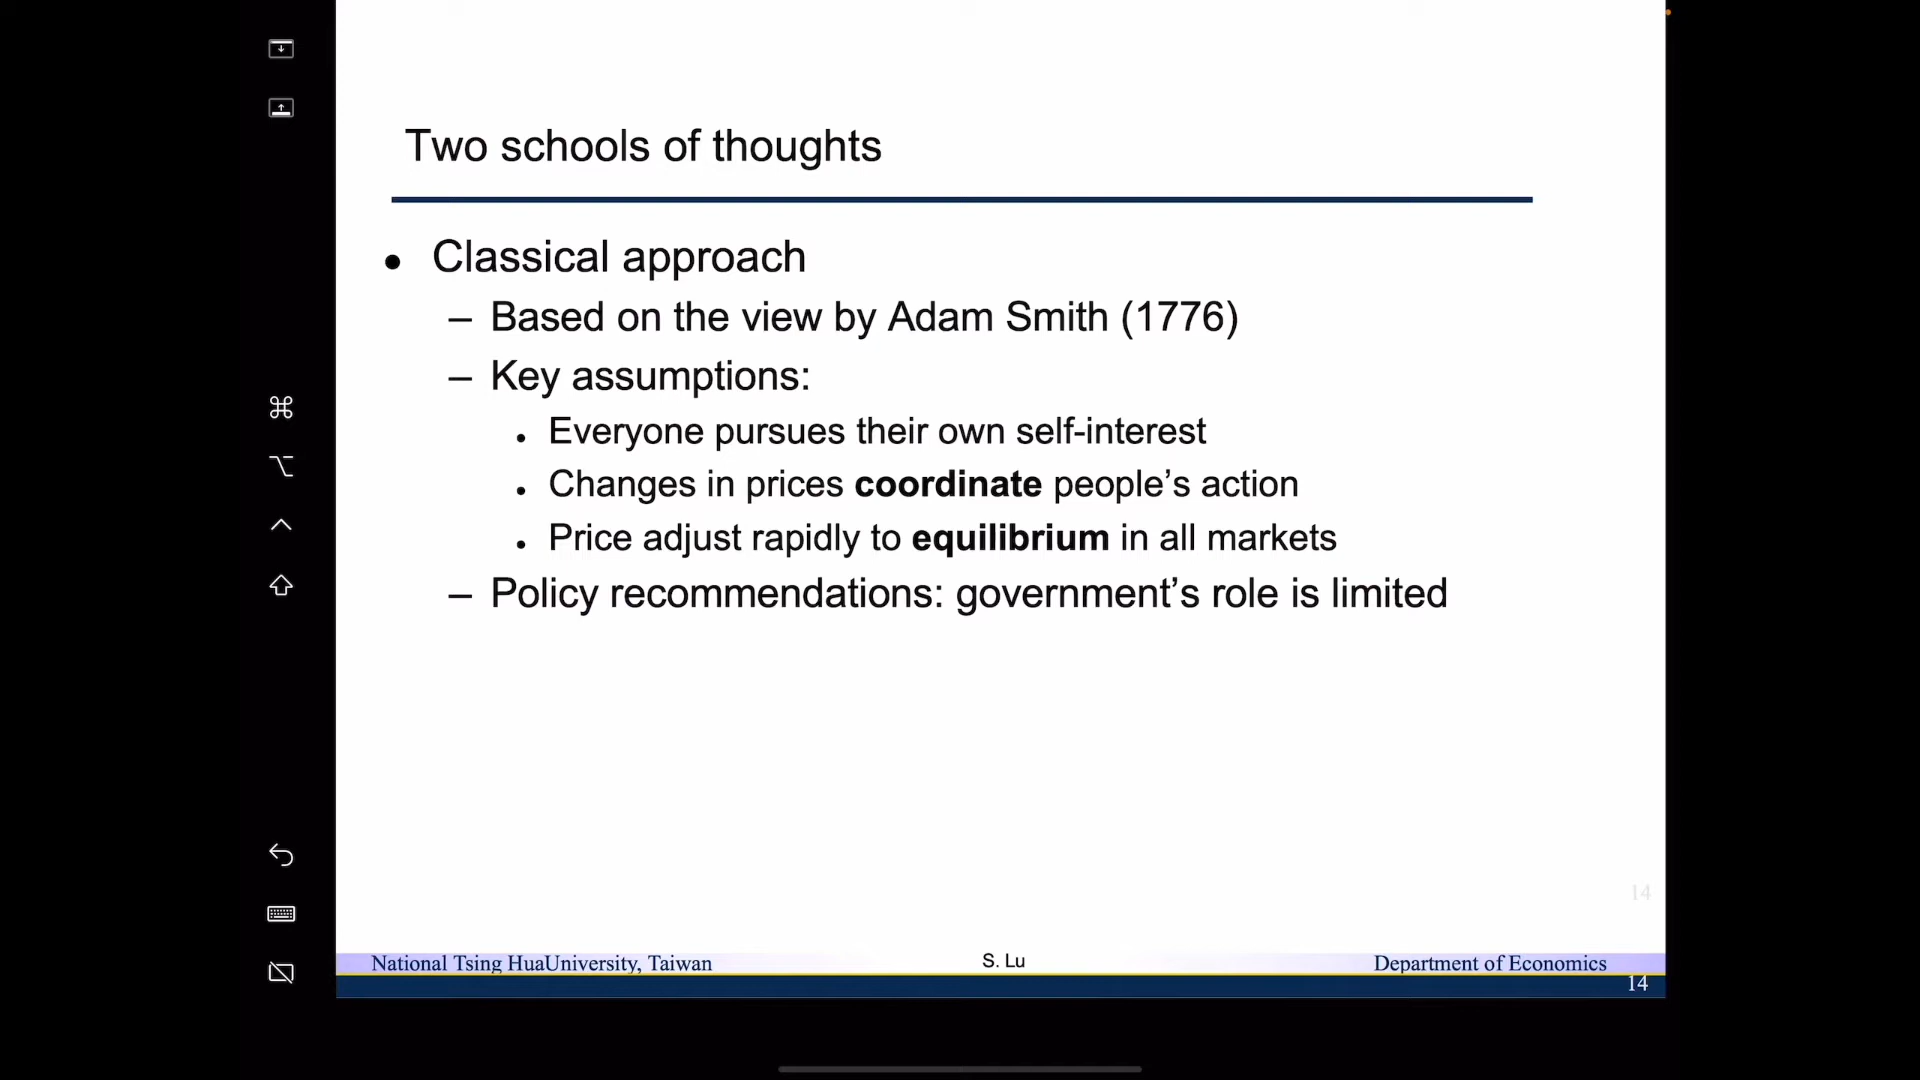 Two schools of thoughts
• Classical approach
– Based on the view by Adam Smith (1776)
– Key assumptions:
• Everyone pursues their own self-interest
• Changes in prices coordinate people’s action
• Price adjust rapidly to equilibrium in all markets
– Policy recommendations: government’s role is limited
14
National Tsing HuaUniversity, Taiwan S. Lu Department of Economics
14